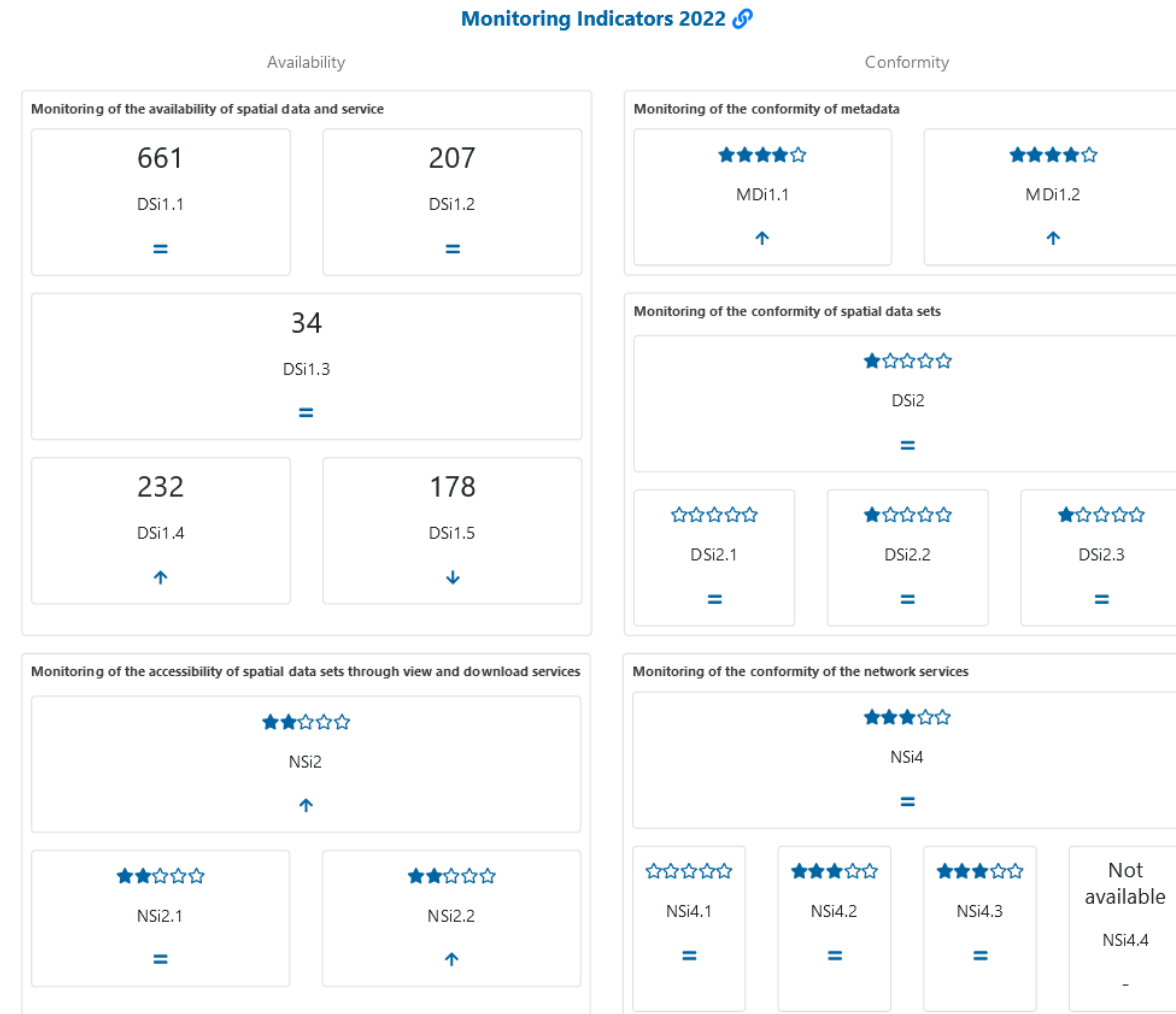 Monitoring Indicators 2022
Availability
Monitoring of the availability of spatial data and service
661
DSi1.1
=
207
DSi1.2
=
34
DSi1.3
=
232
DSi1.4
↑
178
DSi1.5
↓
Monitoring of the accessibility of spatial data sets through view and download services
★★☆☆☆
NSi2
↑
★★☆☆☆
NSi2.1
=
★★☆☆☆
NSi2.2
↑
Conformity
Monitoring of the conformity of metadata
★★★★☆
MDi1.1
↑
★★★★☆
MDi1.2
↑
Monitoring of the conformity of spatial data sets
★☆☆☆☆
DSi2
=
☆☆☆☆☆
DSi2.1
=
★☆☆☆☆
DSi2.2
=
★☆☆☆☆
DSi2.3
=
Monitoring of the conformity of the network services
★★★☆☆
NSi4
=
☆☆☆☆☆
NSi4.1
=
★★★☆☆
NSi4.2
=
★★★☆☆
NSi4.3
=
Not
available
NSi4.4
-